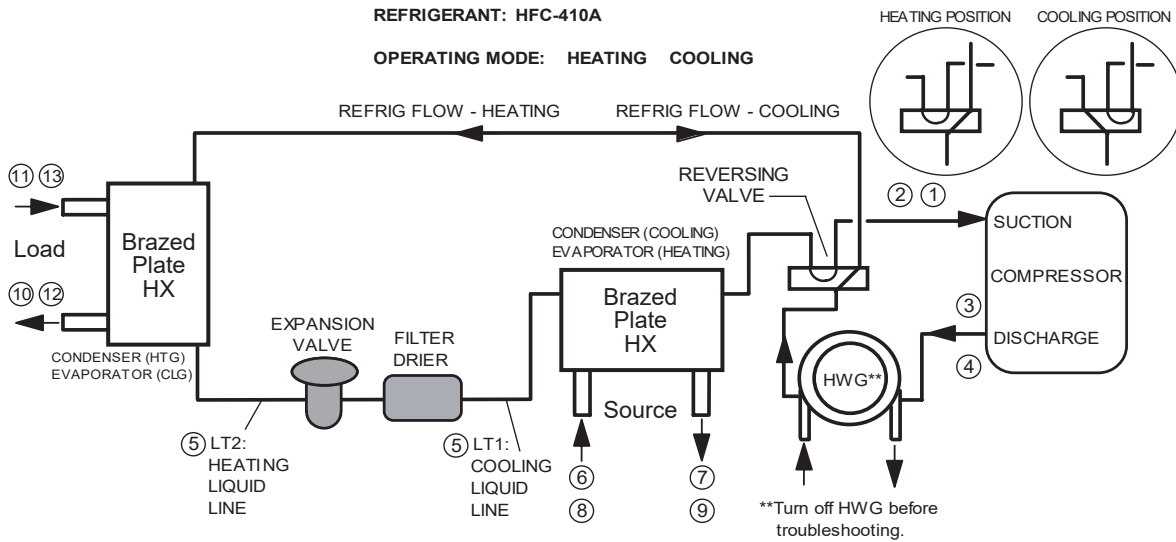 REFRIGERANT: HFC-410A
OPERATING MODE: HEATING COOLING
HEATING POSITION
COOLING POSITION
REFRIG FLOW - HEATING
REFRIG FLOW - COOLING
11 13
Load
10 12
Brazed
Plate
HX
CONDENSER (HTG)
EVAPORATOR (CLG)
EXPANSION
VALVE
FILTER
DRIER
5 LT2:
HEATING
LIQUID
LINE
5 LT1:
COOLING
LIQUID
LINE
CONDENSER (COOLING)
EVAPORATOR (HEATING)
Brazed
Plate
HX
Source
6
8
7
9
REVERSING
VALVE
2 1
SUCTION
COMPRESSOR
3
DISCHARGE
4
HWG**
**Turn off HWG before
troubleshooting.